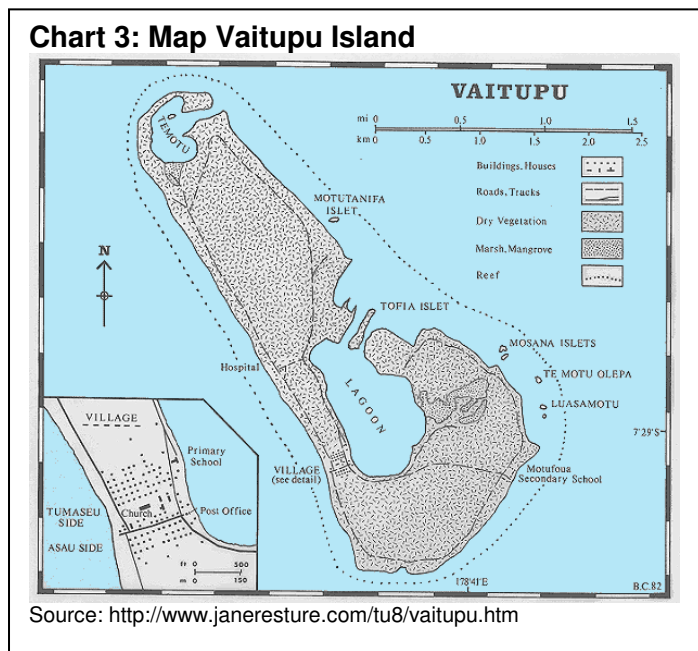 Chart 3: Map Vaitupu Island
VAITUPU
mi 0 0.5 1.0 1.5
km 0 0.5 1.0 1.5 2.0 2.5
Buildings, Houses
Roads, Tracks
Dry Vegetation
Marsh, Mangrove
Reef
TEMOTU
MOTUTANIFA
ISLET
N
TOFIA ISLET
MOSANA ISLETS
TE MOTU OLEPA
LUASAMOTU
Hospital
LAGOON
7°29'S
VILLAGE
(see detail)
Motufoua
Secondary School
178°41'E
B.C.82
VILLAGE
Primary
School
Church
Post Office
TUMASEU
SIDE
ASAU SIDE
ft 0 500
m 0 150
Source: http://www.janeresture.com/tu8/vaitupu.htm